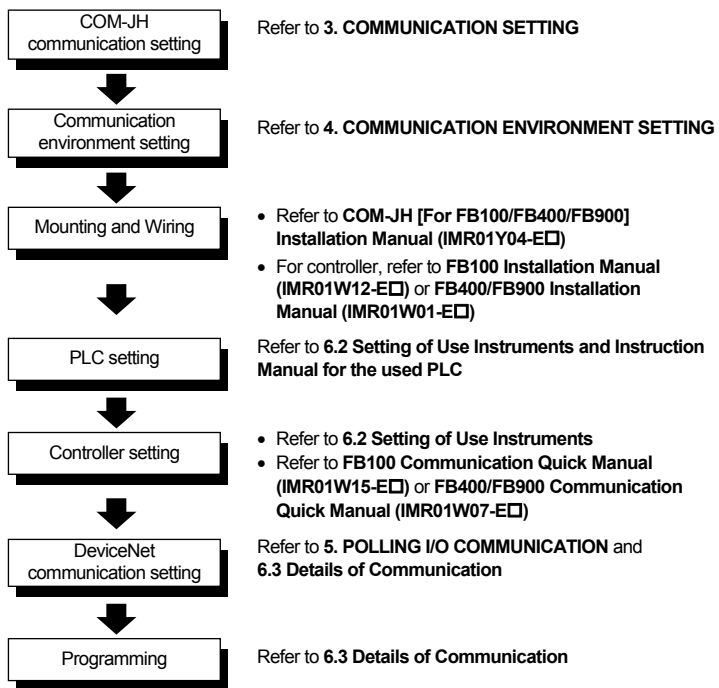 COM-JH
communication setting
Refer to 3. COMMUNICATION SETTING
Communication
environment setting
Refer to 4. COMMUNICATION ENVIRONMENT SETTING
Mounting and Wiring
• Refer to COM-JH [For FB100/FB400/FB900]
Installation Manual (IMR01Y04-E□)
• For controller, refer to FB100 Installation Manual
(IMR01W12-E□) or FB400/FB900 Installation
Manual (IMR01W01-E□)
PLC setting
Refer to 6.2 Setting of Use Instruments and Instruction
Manual for the used PLC
Controller setting
• Refer to 6.2 Setting of Use Instruments
• Refer to FB100 Communication Quick Manual
(IMR01W15-E□) or FB400/FB900 Communication
Quick Manual (IMR01W07-E□)
DeviceNet
communication setting
Refer to 5. POLLING I/O COMMUNICATION and
6.3 Details of Communication
Programming
Refer to 6.3 Details of Communication